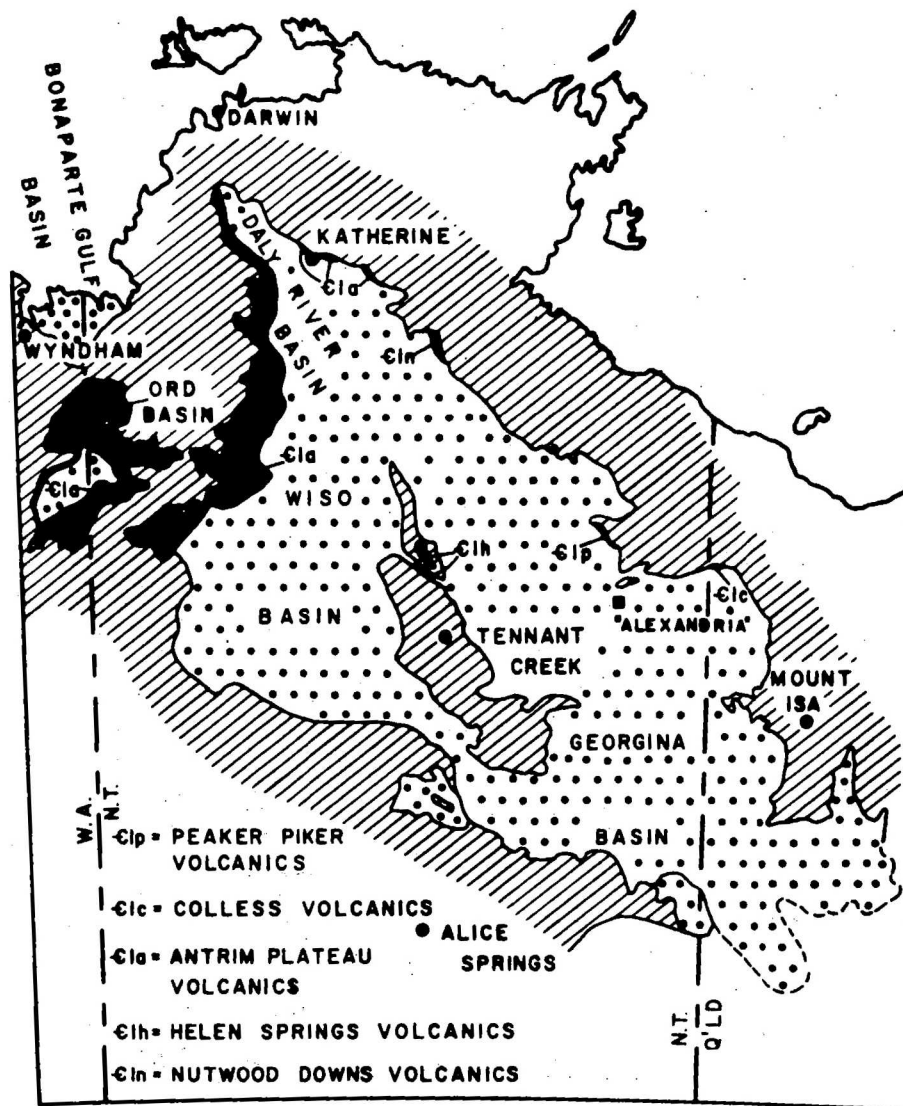 BONAPARTE GULF
BASIN
DARWIN
DALY
RIVER
BASIN
KATHERINE
Єla
WYNDHAM
Єln
ORD
BASIN
Єla
Єla
WISO
BASIN
Єlh
Єlp
Єlc
"ALEXANDRIA"
TENNANT
CREEK
MOUNT
ISA
GEORGINA
BASIN
W.A.
N.T.
Єlp = PEAKER PIKER
VOLCANICS
Єlc = COLLESS VOLCANICS
Єla = ANTRIM PLATEAU
VOLCANICS
Єlh = HELEN SPRINGS VOLCANICS
Єln = NUTWOOD DOWNS VOLCANICS
ALICE
SPRINGS
N.T.
Q'LD